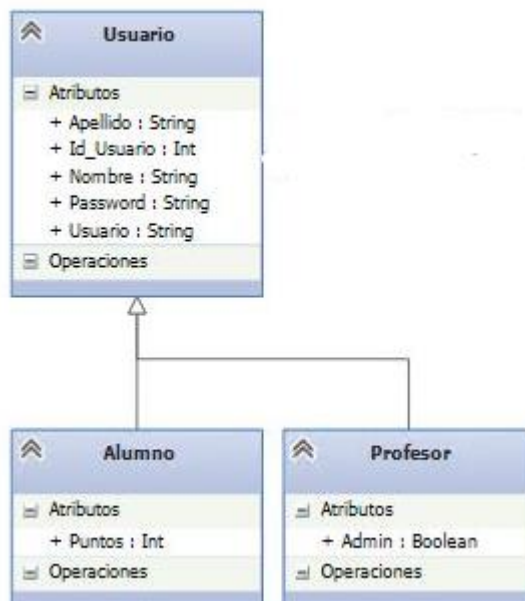 Usuario
Atributos
+ Apellido : String
+ Id_Usuario : Int
+ Nombre : String
+ Password : String
+ Usuario : String
Operaciones
Alumno
Atributos
+ Puntos : Int
Operaciones
Profesor
Atributos
+ Admin : Boolean
Operaciones